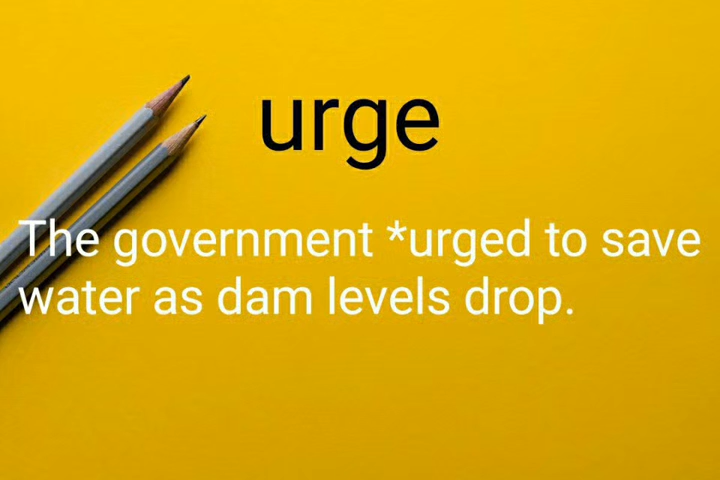 urge
The government *urged to save
water as dam levels drop.